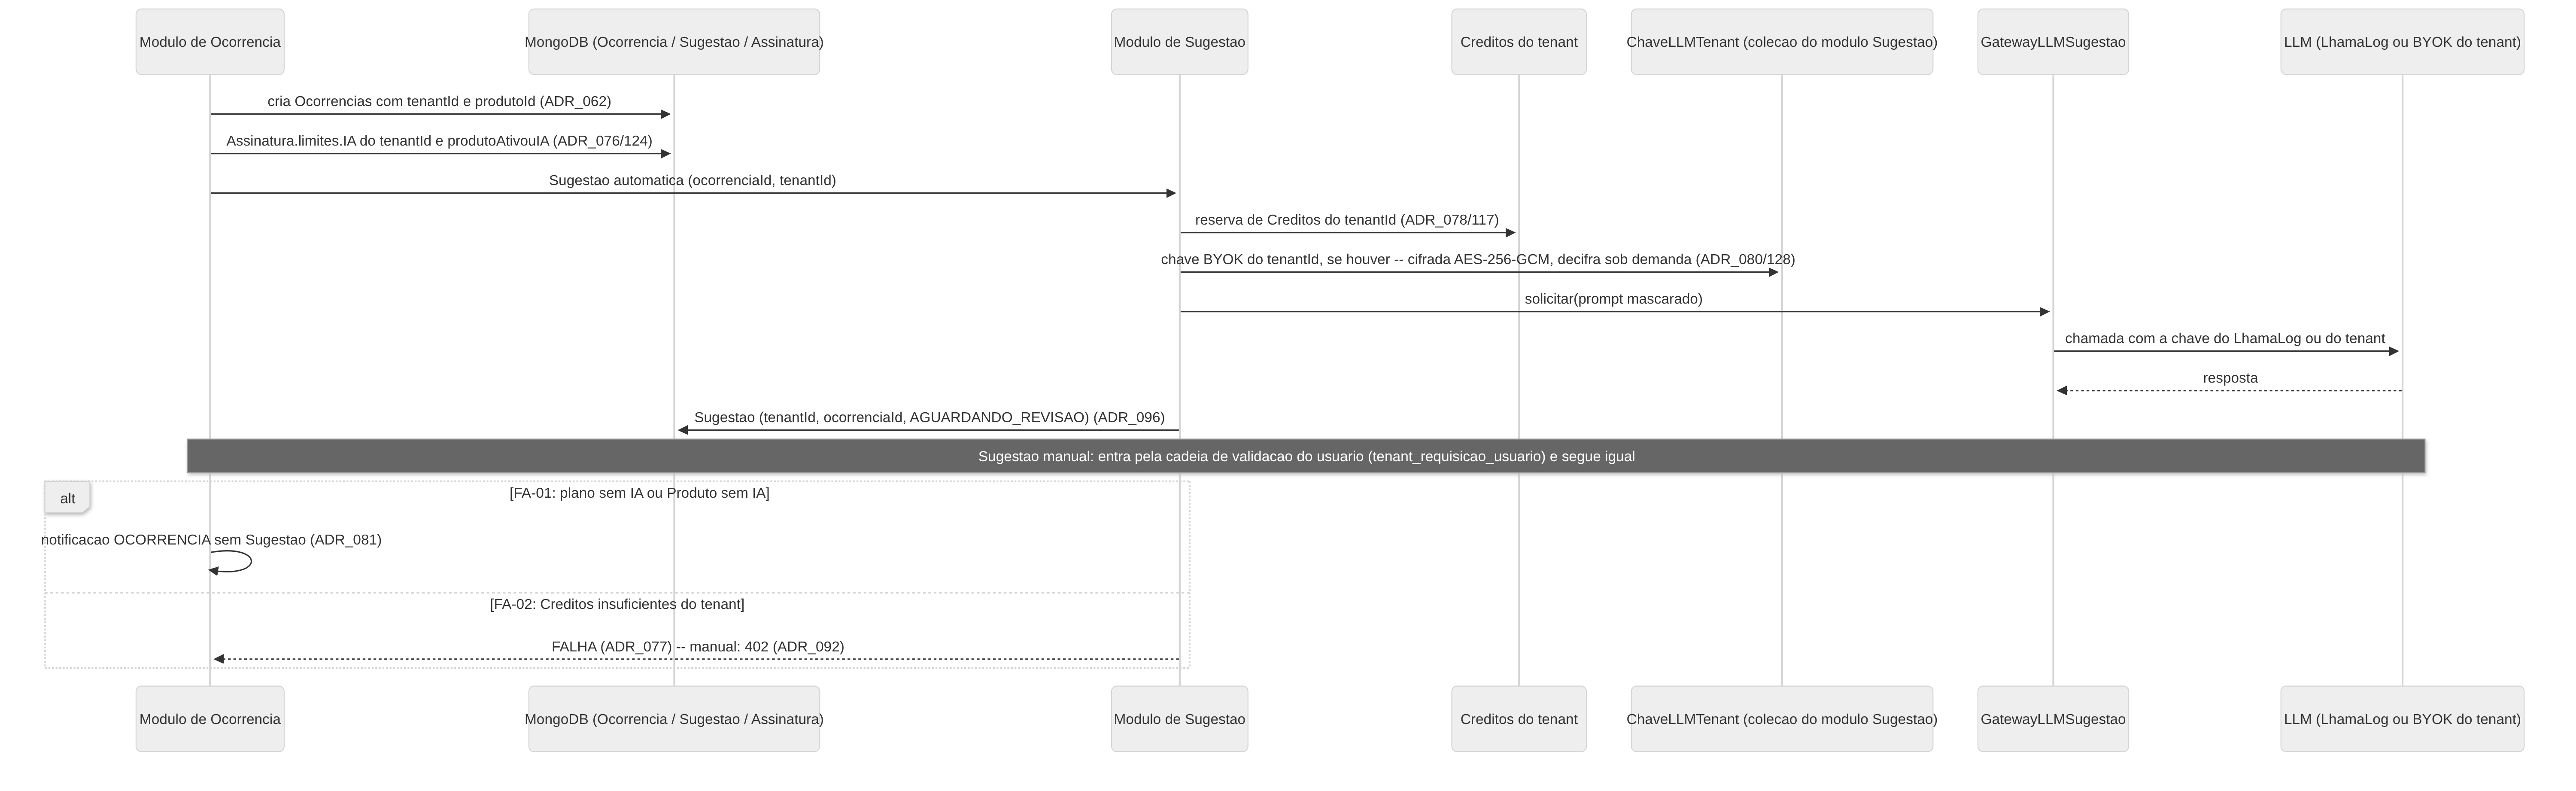 Modulo de Ocorrencia
MongoDB (Ocorrencia / Sugestao / Assinatura)
Modulo de Sugestao
Creditos do tenant
ChaveLLMTenant (colecao do modulo Sugestao)
GatewayLLMSugestao
LLM (LhamaLog ou BYOK do tenant)
cria Ocorrencias com tenantId e produtoId (ADR_062)
Assinatura.limites.IA do tenantId e produtoAtivouIA (ADR_076/124)
Sugestao automatica (ocorrenciaId, tenantId)
reserva de Creditos do tenantId (ADR_078/117)
chave BYOK do tenantId, se houver -- cifrada AES-256-GCM, decifra sob demanda (ADR_080/128)
solicitar(prompt mascarado)
chamada com a chave do LhamaLog ou do tenant
resposta
Sugestao (tenantId, ocorrenciaId, AGUARDANDO_REVISAO) (ADR_096)
Sugestao manual: entra pela cadeia de validacao do usuario (tenant_requisicao_usuario) e segue igual
alt
[FA-01: plano sem IA ou Produto sem IA]
notificacao OCORRENCIA sem Sugestao (ADR_081)
[FA-02: Creditos insuficientes do tenant]
FALHA (ADR_077) -- manual: 402 (ADR_092)
Modulo de Ocorrencia
MongoDB (Ocorrencia / Sugestao / Assinatura)
Modulo de Sugestao
Creditos do tenant
ChaveLLMTenant (colecao do modulo Sugestao)
GatewayLLMSugestao
LLM (LhamaLog ou BYOK do tenant)